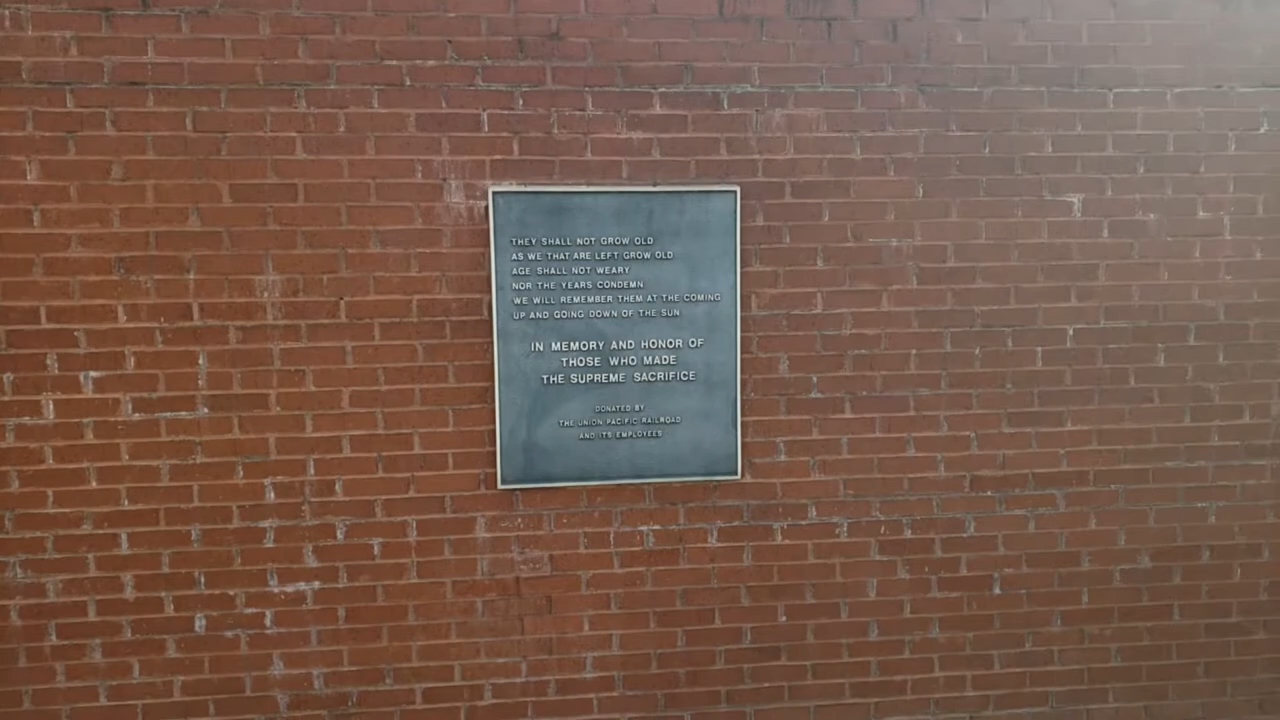 THEY SHALL NOT GROW OLD
AS WE THAT ARE LEFT GROW OLD
AGE SHALL NOT WEARY
NOR THE YEARS CONDEMN
WE WILL REMEMBER THEM AT THE COMING
UP AND GOING DOWN OF THE SUN
IN MEMORY AND HONOR OF
THOSE WHO MADE
THE SUPREME SACRIFICE
DONATED BY
THE UNION PACIFIC RAILROAD
AND ITS EMPLOYEES